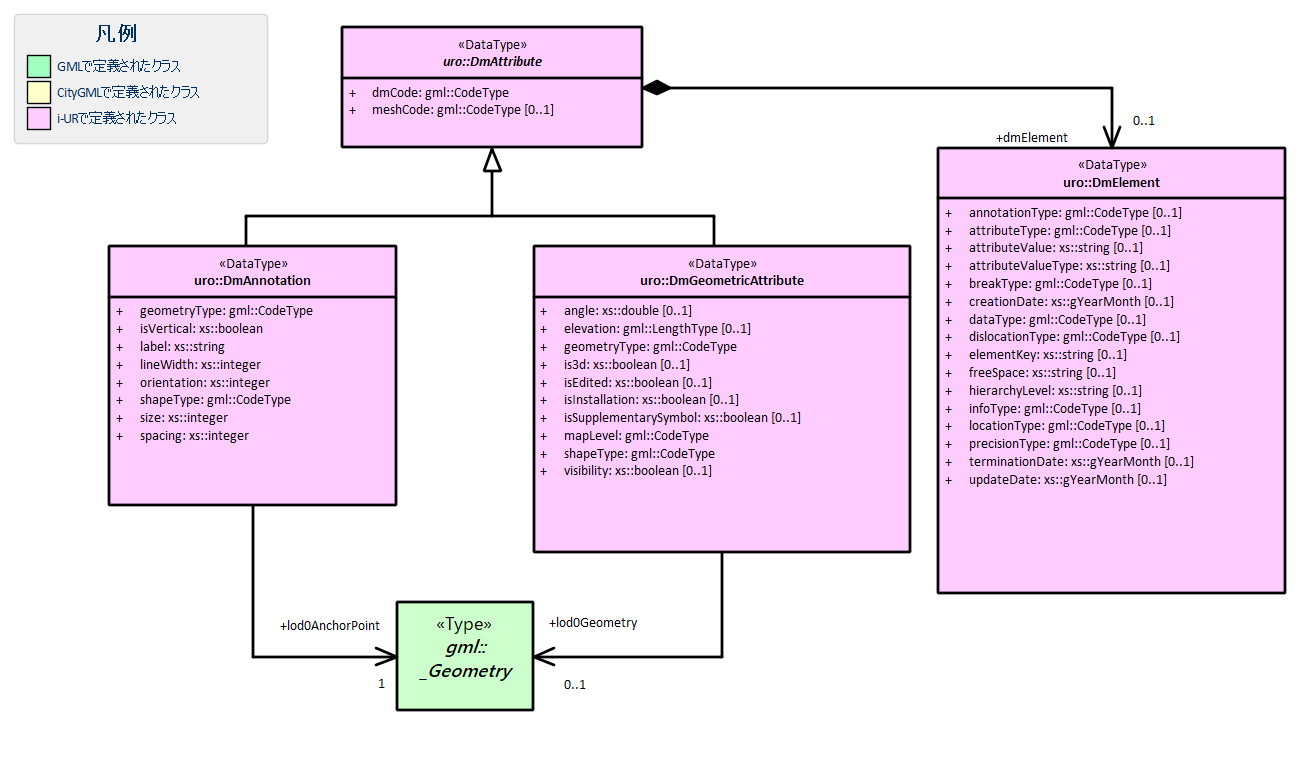 凡例
GMLで定義されたクラス
CityGMLで定義されたクラス
i-URで定義されたクラス
«DataType»
uro::DmAttribute
+ dmCode: gml::CodeType
+ meshCode: gml::CodeType [0..1]
0..1
+dmElement
«DataType»
uro::DmElement
+ annotationType: gml::CodeType [0..1]
+ attributeType: gml::CodeType [0..1]
+ attributeValue: xs::string [0..1]
+ attributeValueType: xs::string [0..1]
+ breakType: gml::CodeType [0..1]
+ creationDate: xs::gYearMonth [0..1]
+ dataType: gml::CodeType [0..1]
+ dislocationType: gml::CodeType [0..1]
+ elementKey: xs::string [0..1]
+ freeSpace: xs::string [0..1]
+ hierarchyLevel: xs::string [0..1]
+ infoType: gml::CodeType [0..1]
+ locationType: gml::CodeType [0..1]
+ precisionType: gml::CodeType [0..1]
+ terminationDate: xs::gYearMonth [0..1]
+ updateDate: xs::gYearMonth [0..1]
«DataType»
uro::DmAnnotation
+ geometryType: gml::CodeType
+ isVertical: xs::boolean
+ label: xs::string
+ lineWidth: xs::integer
+ orientation: xs::integer
+ shapeType: gml::CodeType
+ size: xs::integer
+ spacing: xs::integer
«DataType»
uro::DmGeometricAttribute
+ angle: xs::double [0..1]
+ elevation: gml::LengthType [0..1]
+ geometryType: gml::CodeType
+ is3d: xs::boolean [0..1]
+ isEdited: xs::boolean [0..1]
+ isInstallation: xs::boolean [0..1]
+ isSupplementarySymbol: xs::boolean [0..1]
+ mapLevel: gml::CodeType
+ shapeType: gml::CodeType
+ visibility: xs::boolean [0..1]
+lod0AnchorPoint
1
«Type»
gml::
_Geometry
+lod0Geometry
0..1